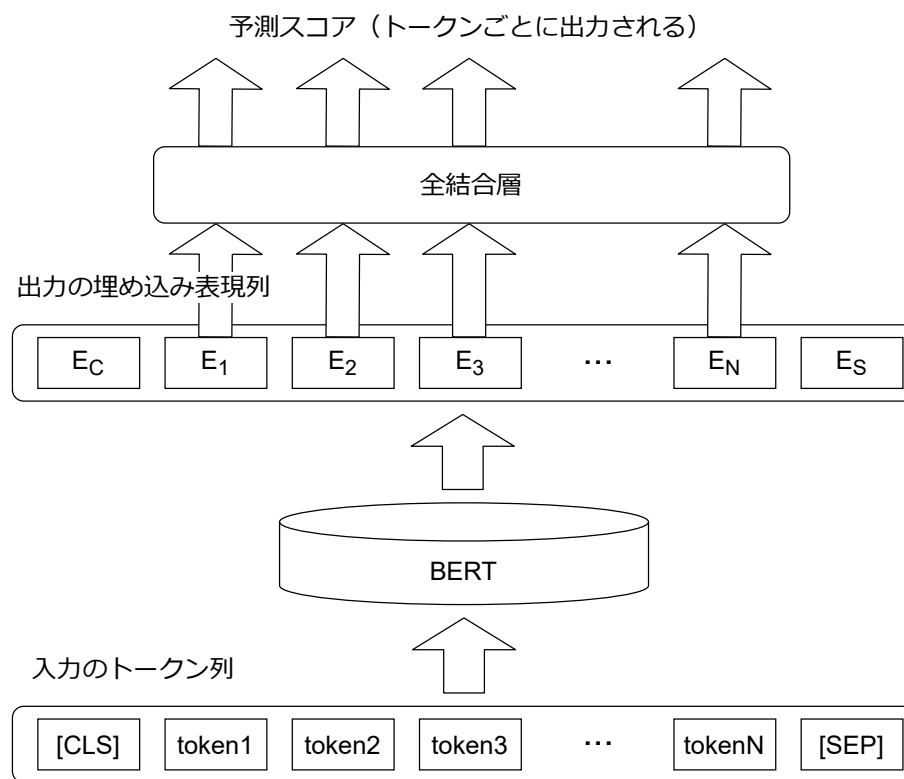 予測スコア（トークンごとに出力される）
全結合層
出力の埋め込み表現列
E_C E_1 E_2 E_3 … E_N E_S
BERT
入力のトークン列
[CLS] token1 token2 token3 … tokenN [SEP]